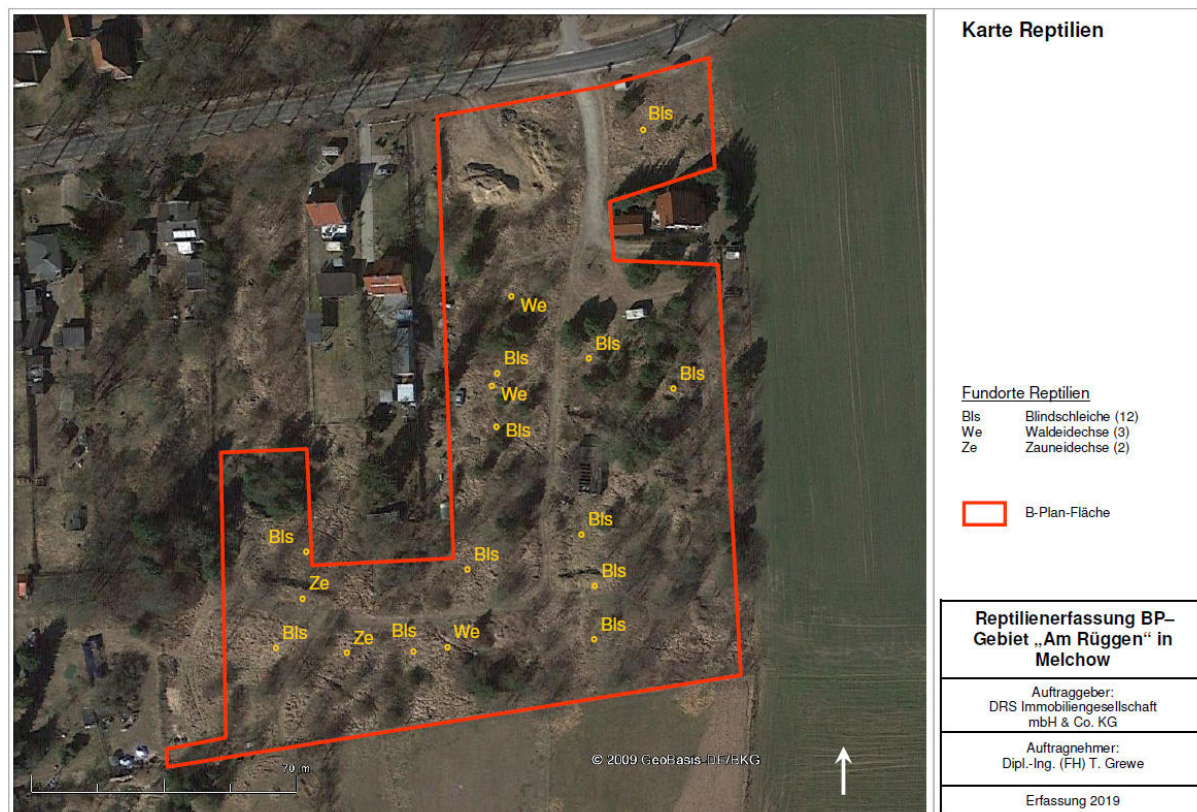 Karte Reptilien
Bls
We
Bls
Bls
Bls
We
Bls
Bls
Bls
Bls
Bls
Ze
Bls
Bls
Ze
Bls
We
70 m
© 2009 GeoBasis-DE/BKG
Fundorte Reptilien
Bls Blindschleiche (12)
We Waldeidechse (3)
Ze Zauneidechse (2)
B-Plan-Fläche
Reptilienerfassung BP–
Gebiet „Am Rüggen“ in
Melchow
Auftraggeber:
DRS Immobiliengesellschaft
mbH & Co. KG
Auftragnehmer:
Dipl.-Ing. (FH) T. Grewe
Erfassung 2019